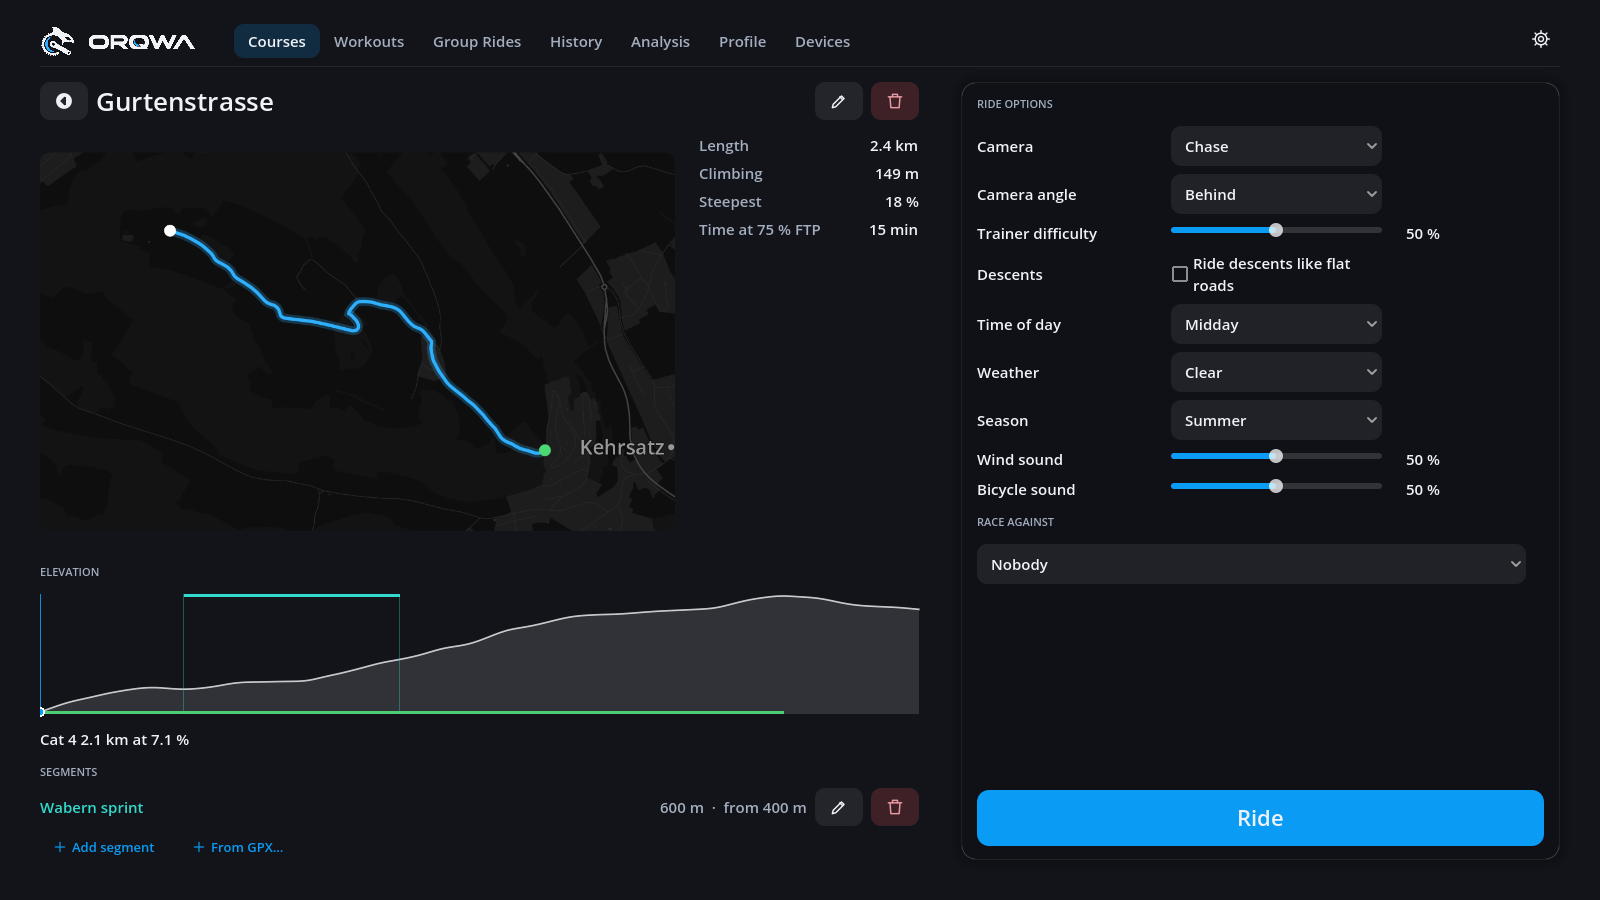 OROWA
Courses
Workouts
Group Rides
History
Analysis
Profile
Devices
Gurtenstrasse
Length 2.4 km
Climbing 149 m
Steepest 18 %
Time at 75 % FTP 15 min
Kehrsatz
ELEVATION
Cat 4 2.1 km at 7.1 %
SEGMENTS
Wabern sprint 600 m · from 400 m
+ Add segment + From GPX...
RIDE OPTIONS
Camera Chase
Camera angle Behind
Trainer difficulty 50 %
Descents Ride descents like flat
roads
Time of day Midday
Weather Clear
Season Summer
Wind sound 50 %
Bicycle sound 50 %
RACE AGAINST
Nobody
Ride